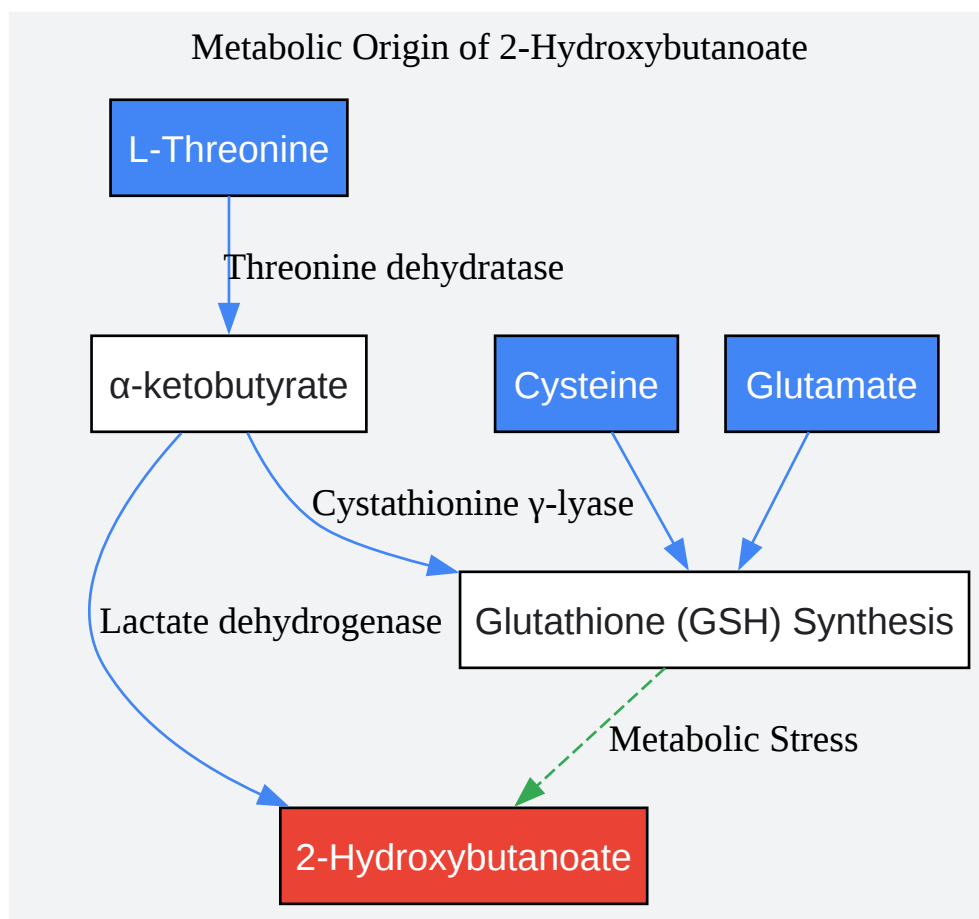 Metabolic Origin of 2-Hydroxybutanoate
L-Threonine
Threonine dehydratase
α-ketobutyrate
Cysteine
Glutamate
Cystathionine γ-lyase
Lactate dehydrogenase
Glutathione (GSH) Synthesis
Metabolic Stress
2-Hydroxybutanoate